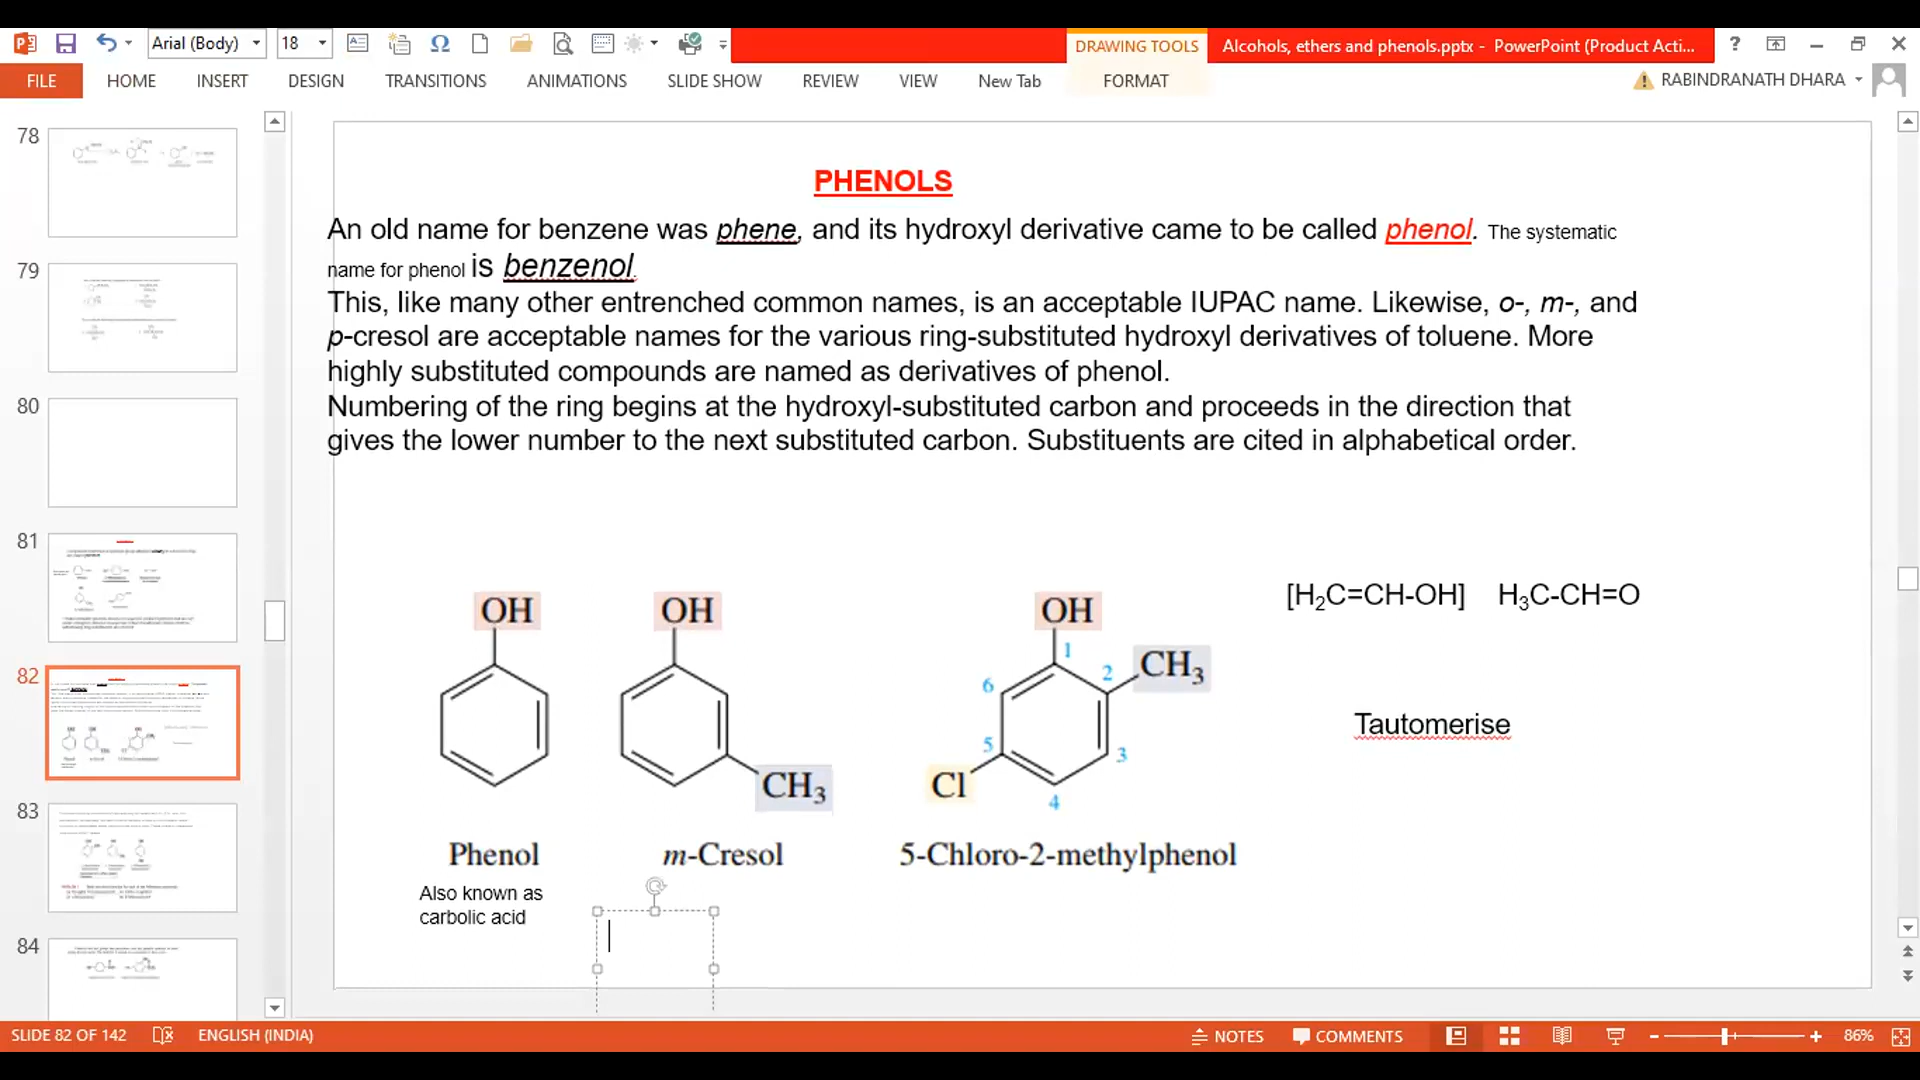 Arial (Body)
18
DRAWING TOOLS
Alcohols, ethers and phenols.pptx - PowerPoint (Product Acti...
?
FILE
HOME
INSERT
DESIGN
TRANSITIONS
ANIMATIONS
SLIDE SHOW
REVIEW
VIEW
New Tab
FORMAT
RABINDRANATH DHARA
78
79
80
81
82
83
84
PHENOLS
An old name for benzene was phene, and its hydroxyl derivative came to be called phenol. The systematic
name for phenol is benzenol.
This, like many other entrenched common names, is an acceptable IUPAC name. Likewise, o-, m-, and
p-cresol are acceptable names for the various ring-substituted hydroxyl derivatives of toluene. More
highly substituted compounds are named as derivatives of phenol.
Numbering of the ring begins at the hydroxyl-substituted carbon and proceeds in the direction that
gives the lower number to the next substituted carbon. Substituents are cited in alphabetical order.
OH
OH
CH3
OH
1
2
CH3
6
5
3
Cl
4
[H2C=CH-OH] H3C-CH=O
Tautomerise
Phenol
m-Cresol
5-Chloro-2-methylphenol
Also known as
carbolic acid
SLIDE 82 OF 142
ENGLISH (INDIA)
NOTES
COMMENTS
86%